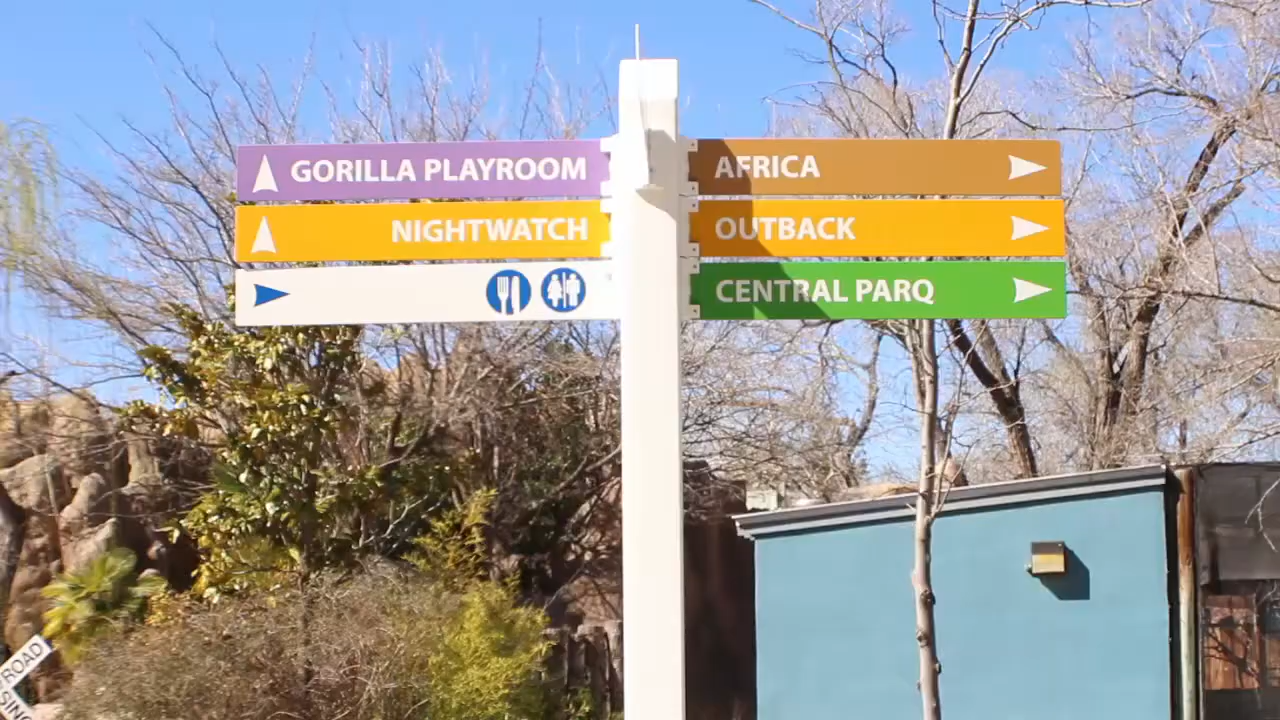 GORILLA PLAYROOM
NIGHTWATCH
AFRICA
OUTBACK
CENTRAL PARQ
ROAD